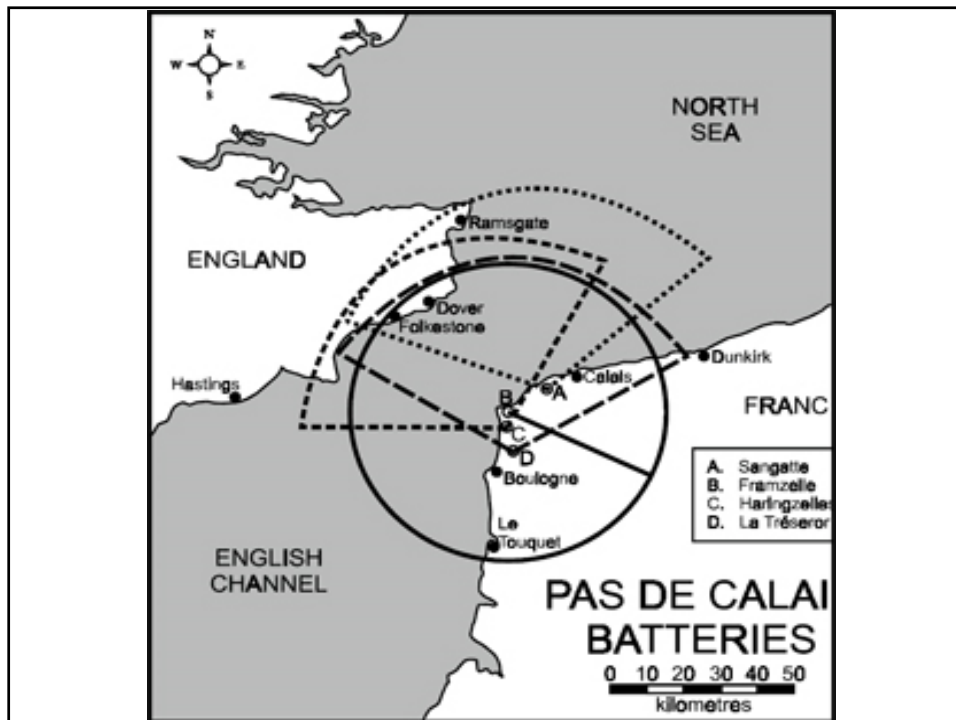 N
W E
S
NORTH
SEA
Ramsgate
ENGLAND
Dover
Folkestone
Dunkirk
Calais
Hastings
A
B
FRANC
C
D
A. Sangatte
B. Framzelle
C. Haringzelles
D. La Tréseror
Boulogne
Le
Touquet
ENGLISH
CHANNEL
PAS DE CALAI
BATTERIES
0 10 20 30 40 50
kilometres